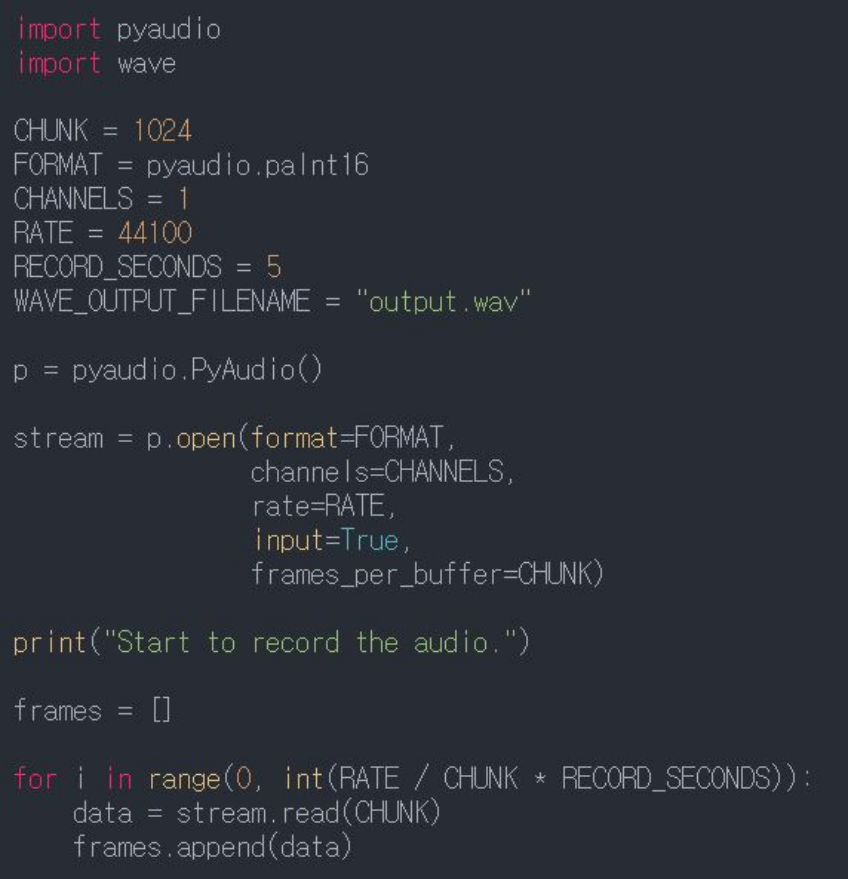 import pyaudio
import wave
CHUNK = 1024
FORMAT = pyaudio.paInt16
CHANNELS = 1
RATE = 44100
RECORD_SECONDS = 5
WAVE_OUTPUT_FILENAME = "output.wav"
p = pyaudio.PyAudio()
stream = p.open(format=FORMAT,
                channels=CHANNELS,
                rate=RATE,
                input=True,
                frames_per_buffer=CHUNK)
print("Start to record the audio.")
frames = []
for i in range(0, int(RATE / CHUNK * RECORD_SECONDS)):
    data = stream.read(CHUNK)
    frames.append(data)